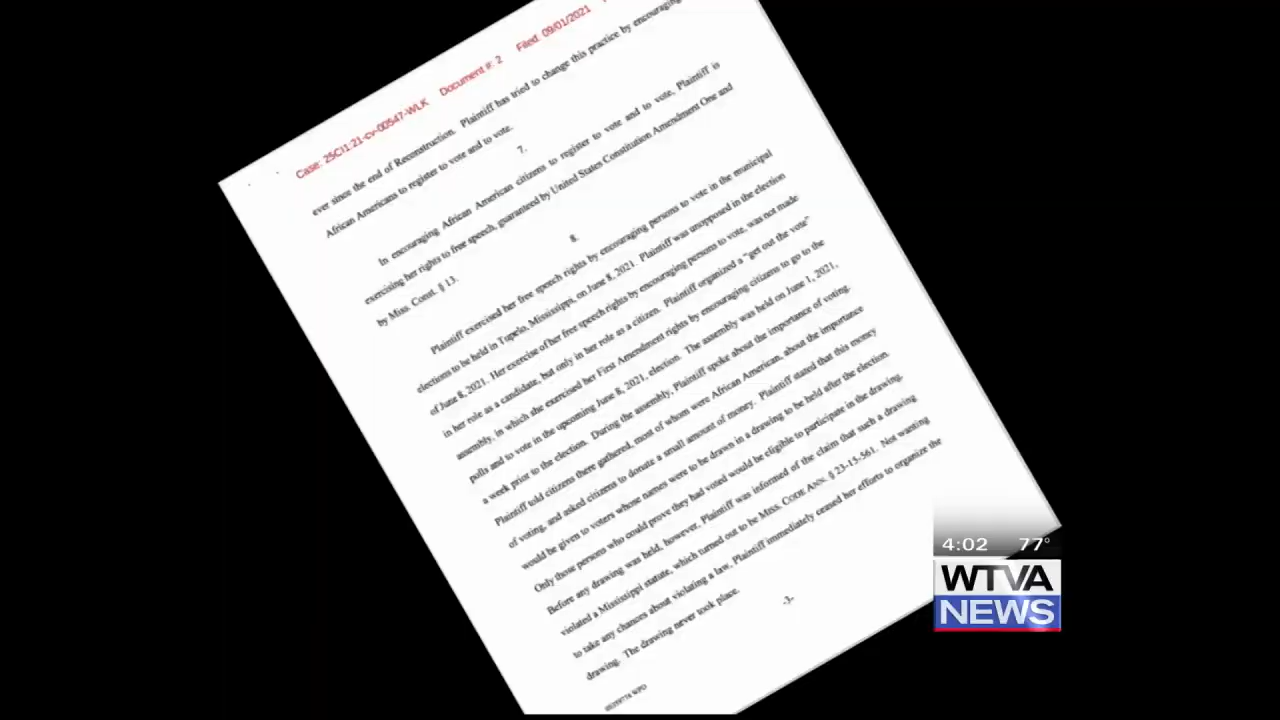 Case: 25CI1:21-cv-00547-WLK Document #: 2 Filed: 09/01/2021
ever since the end of Reconstruction. Plaintiff has tried to change this practice by encouraging
African Americans to register to vote and to vote.
7.
In encouraging African American citizens to register to vote and to vote, Plaintiff is
exercising her rights to free speech, guaranteed by United States Constitution Amendment One and
by Miss. Const. § 13.
8.
Plaintiff exercised her free speech rights by encouraging persons to vote in the municipal
elections to be held in Tupelo, Mississippi, on June 8, 2021. Plaintiff was unopposed in the election
of June 8, 2021. Her exercise of her free speech rights by encouraging persons to vote, was not made
in her role as a candidate, but only in her role as a citizen. Plaintiff organized a "get out the vote"
assembly, in which she exercised her First Amendment rights by encouraging citizens to go to the
polls and to vote in the upcoming June 8, 2021, election. The assembly was held on June 1, 2021,
a week prior to the election. During the assembly, Plaintiff spoke about the importance of voting.
Plaintiff told citizens there gathered, most of whom were African American, about the importance
of voting, and asked citizens to donate a small amount of money. Plaintiff stated that this money
would be given to voters whose names were to be drawn in a drawing to be held after the election.
Only those persons who could prove they had voted would be eligible to participate in the drawing.
Before any drawing was held, however, Plaintiff was informed of the claim that such a drawing
violated a Mississippi statute, which turned out to be MISS. CODE ANN. § 23-15-561. Not wanting
to take any chances about violating a law, Plaintiff immediately ceased her efforts to organize the
drawing. The drawing never took place.
-3-
4:02 77°
WTVA
NEWS